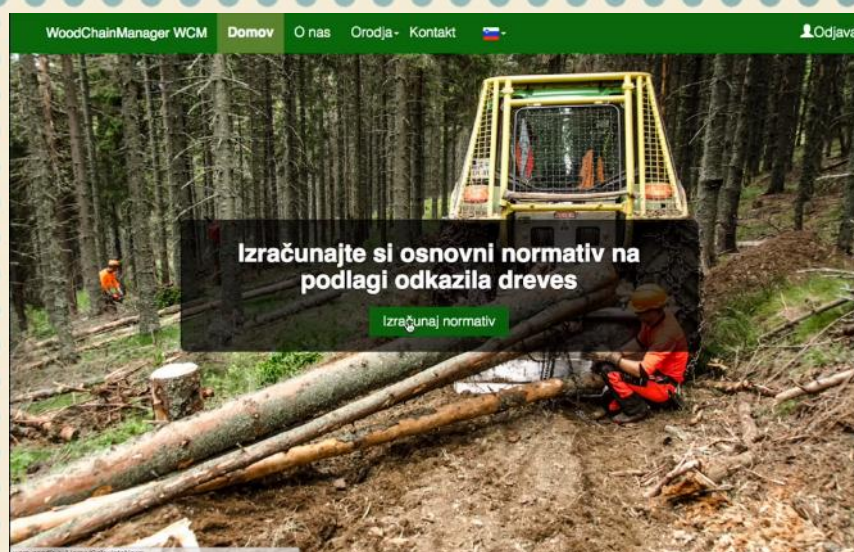 WoodChainManager WCM Domov O nas Orodja Kontakt Odjava
Izračunajte si osnovni normativ na
podlagi odkazila dreves
Izračunaj normativ